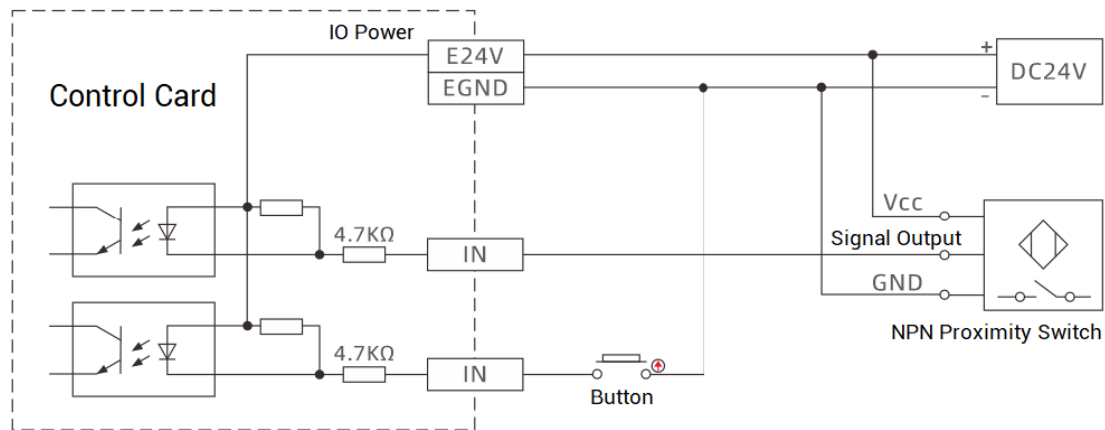 IO Power
E24V
EGND
+
DC24V
-
Control Card
Vcc
4.7KΩ
IN
Signal Output
GND
NPN Proximity Switch
4.7KΩ
IN
Button